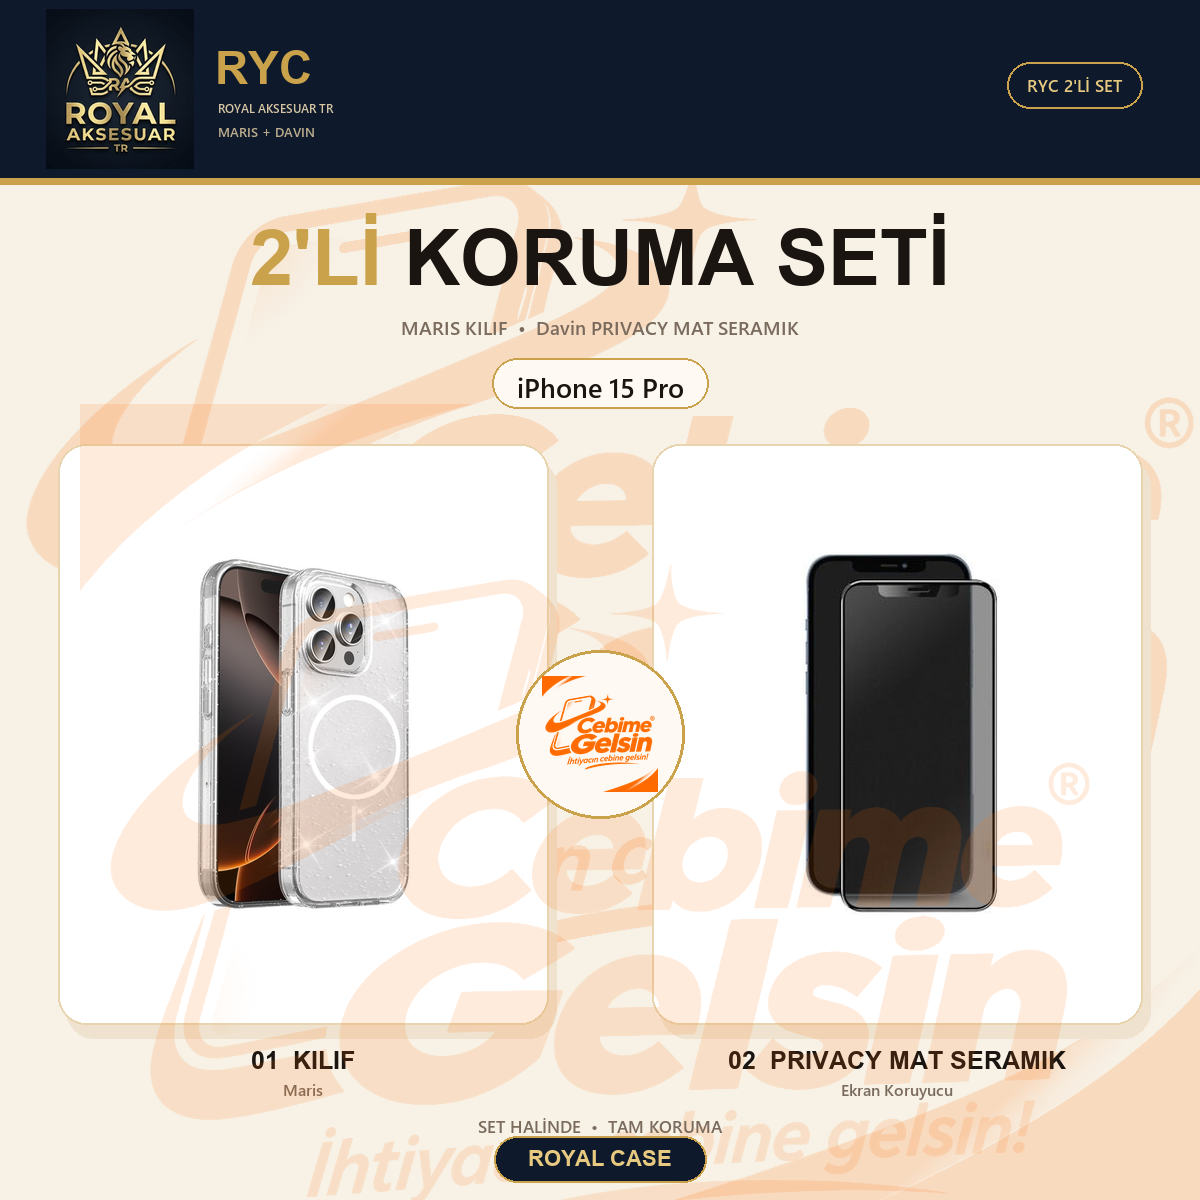 ROYAL
AKSESUAR
TR
RYC
ROYAL AKSESUAR TR
MARIS + DAVIN
RYC 2'Lİ SET
2'Lİ KORUMA SETİ
MARIS KILIF • Davin PRIVACY MAT SERAMIK
iPhone 15 Pro
Cebime
Gelsin
İhtiyacın cebine gelsin!
01 KILIF
Maris
02 PRIVACY MAT SERAMIK
Ekran Koruyucu
SET HALİNDE • TAM KORUMA
ROYAL CASE
Cebime®
Gelsin